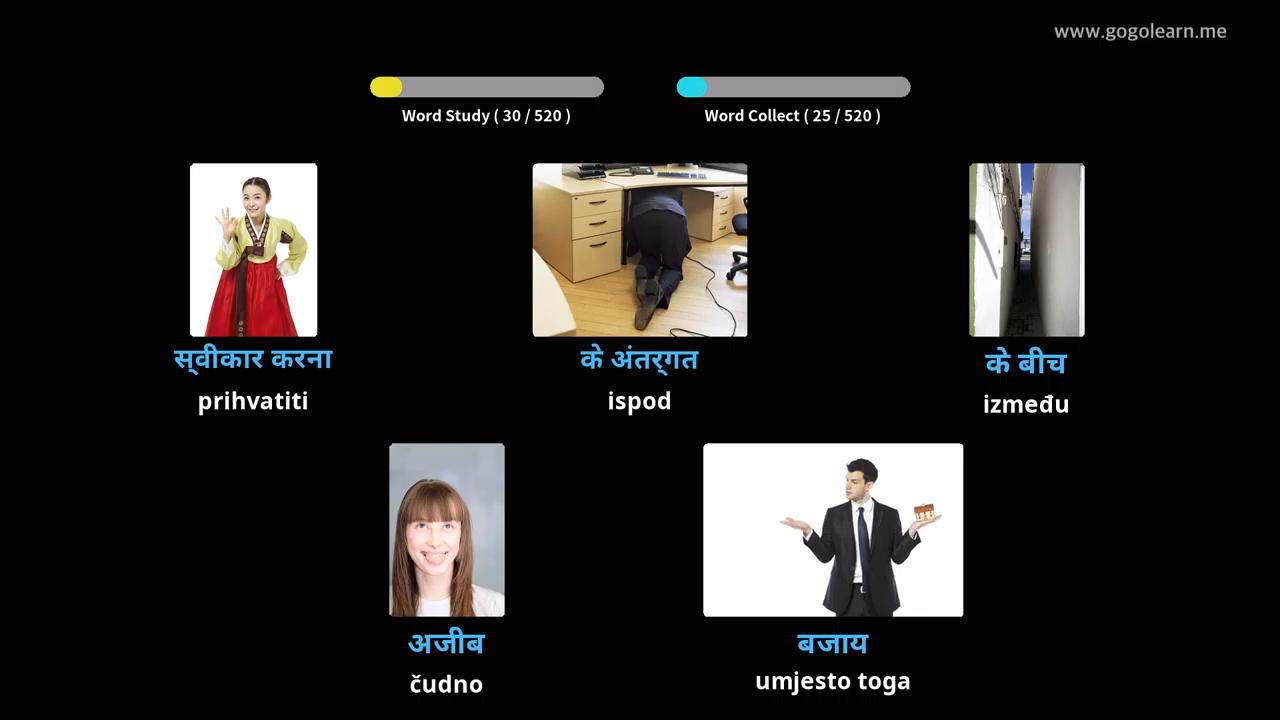 www.gogolearn.me
Word Study ( 30 / 520 )
Word Collect ( 25 / 520 )
स्वीकार करना
prihvatiti
के अंतर्गत
ispod
के बीच
između
अजीब
čudno
बजाय
umjesto toga